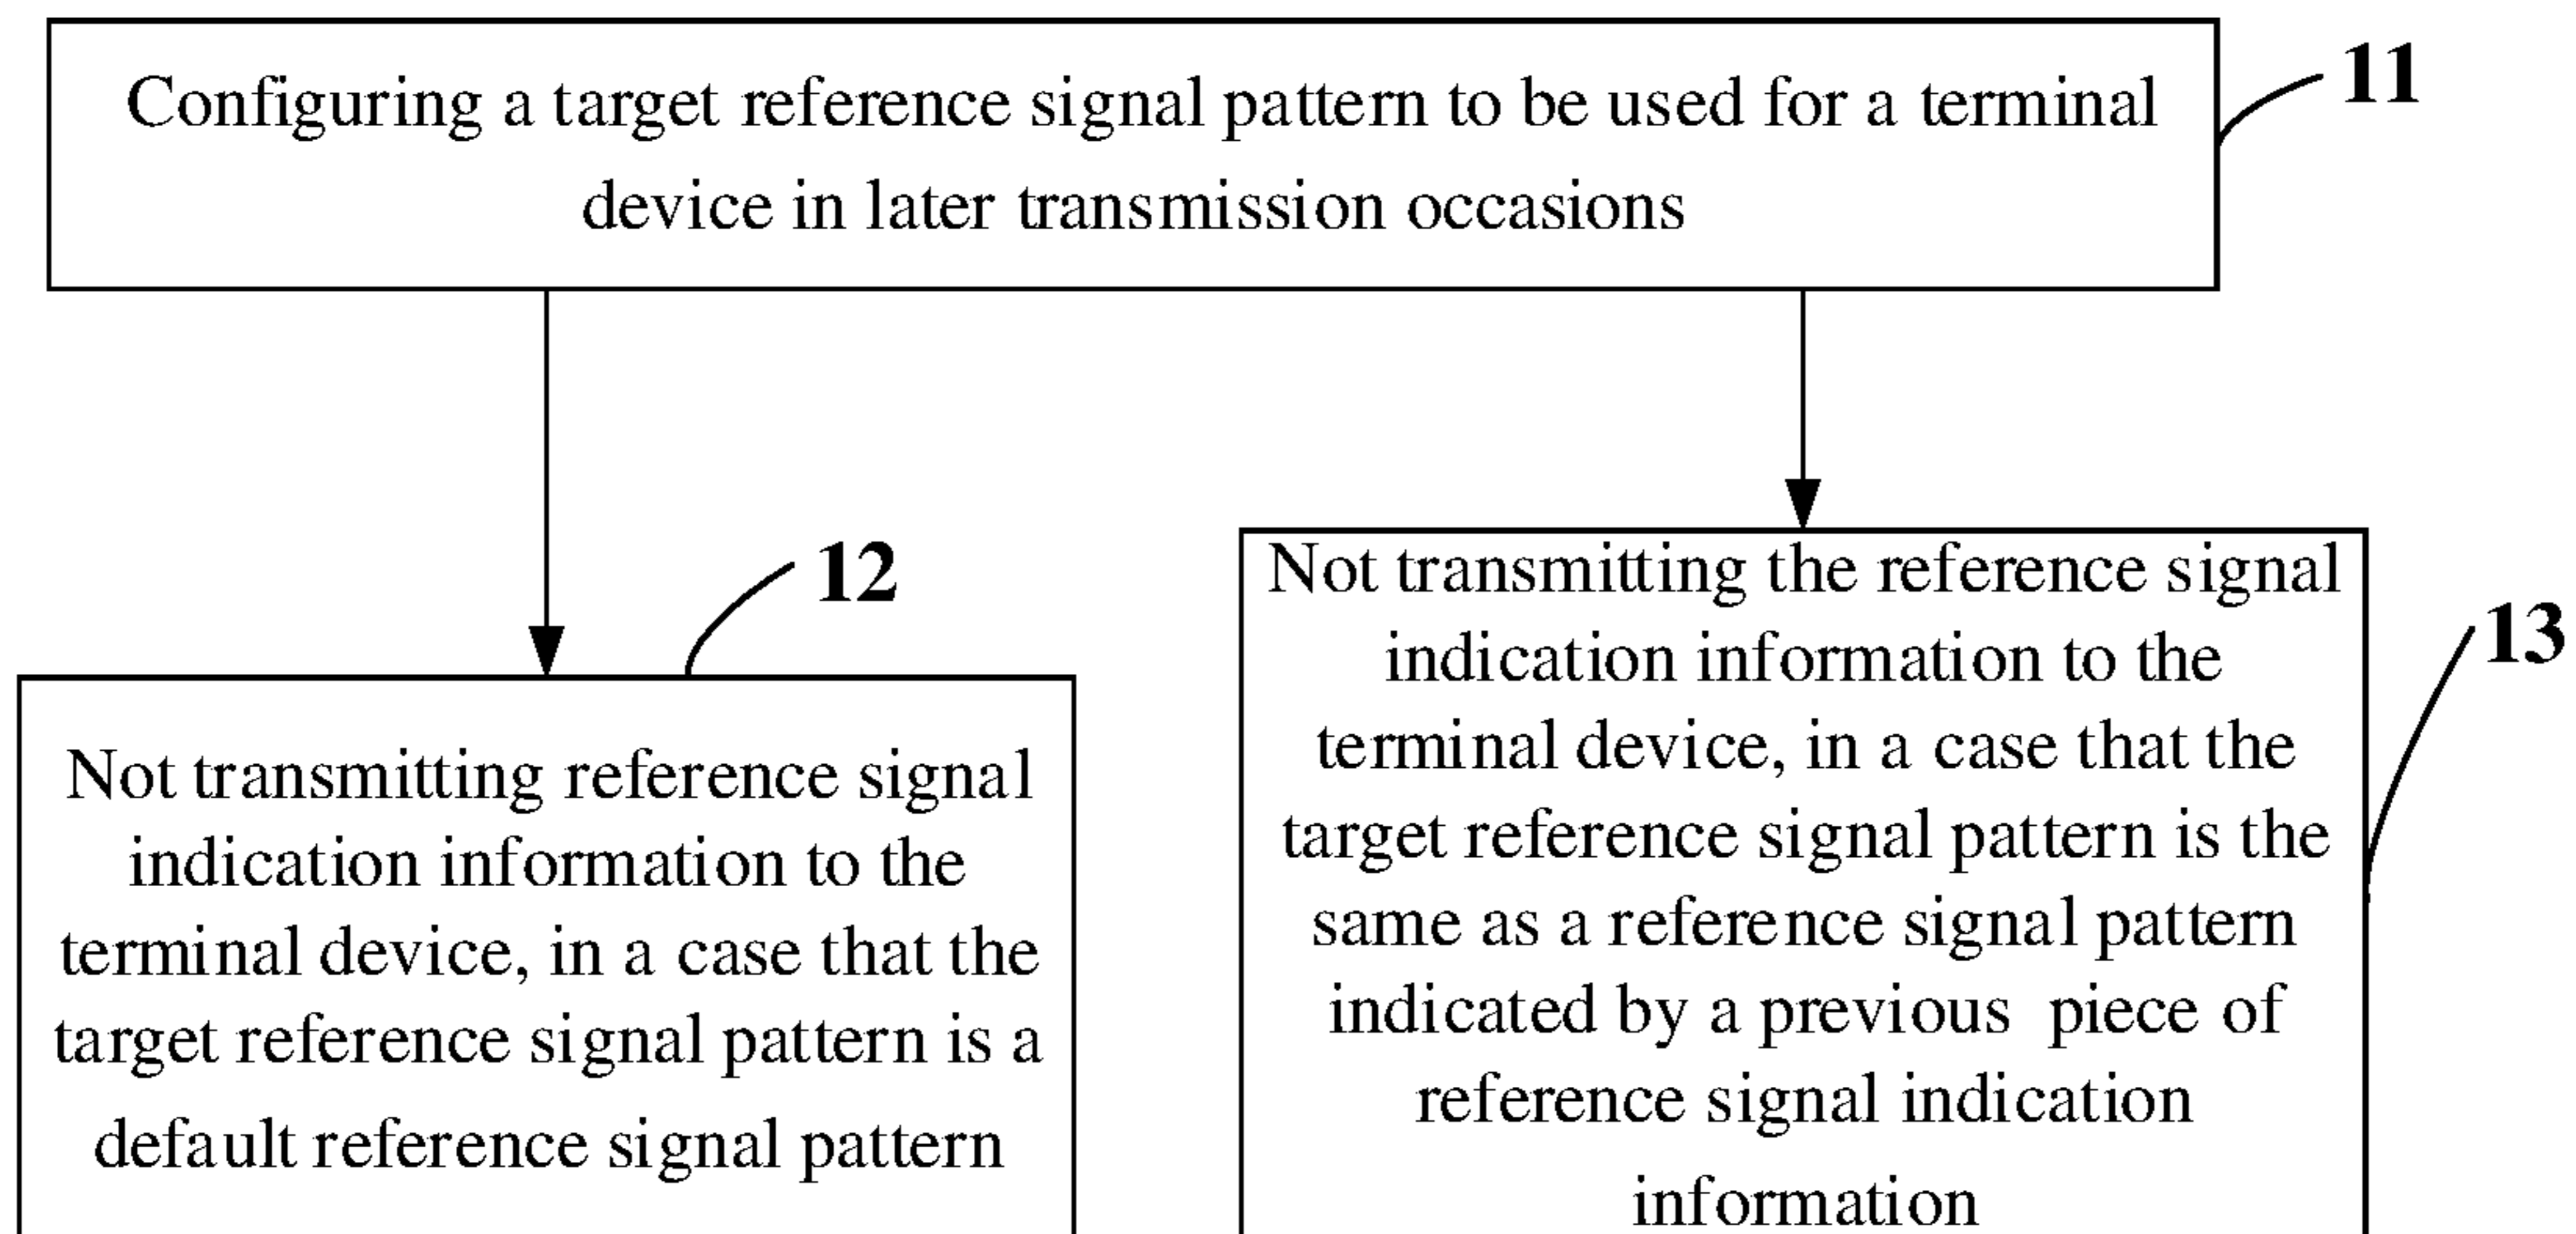 Configuring a target reference signal pattern to be used for a terminal
device in later transmission occasions
11
12
Not transmitting reference signal
indication information to the
terminal device, in a case that the
target reference signal pattern is a
default reference signal pattern
Not transmitting the reference signal
indication information to the
terminal device, in a case that the
target reference signal pattern is the
same as a reference signal pattern
indicated by a previous piece of
reference signal indication
information
13